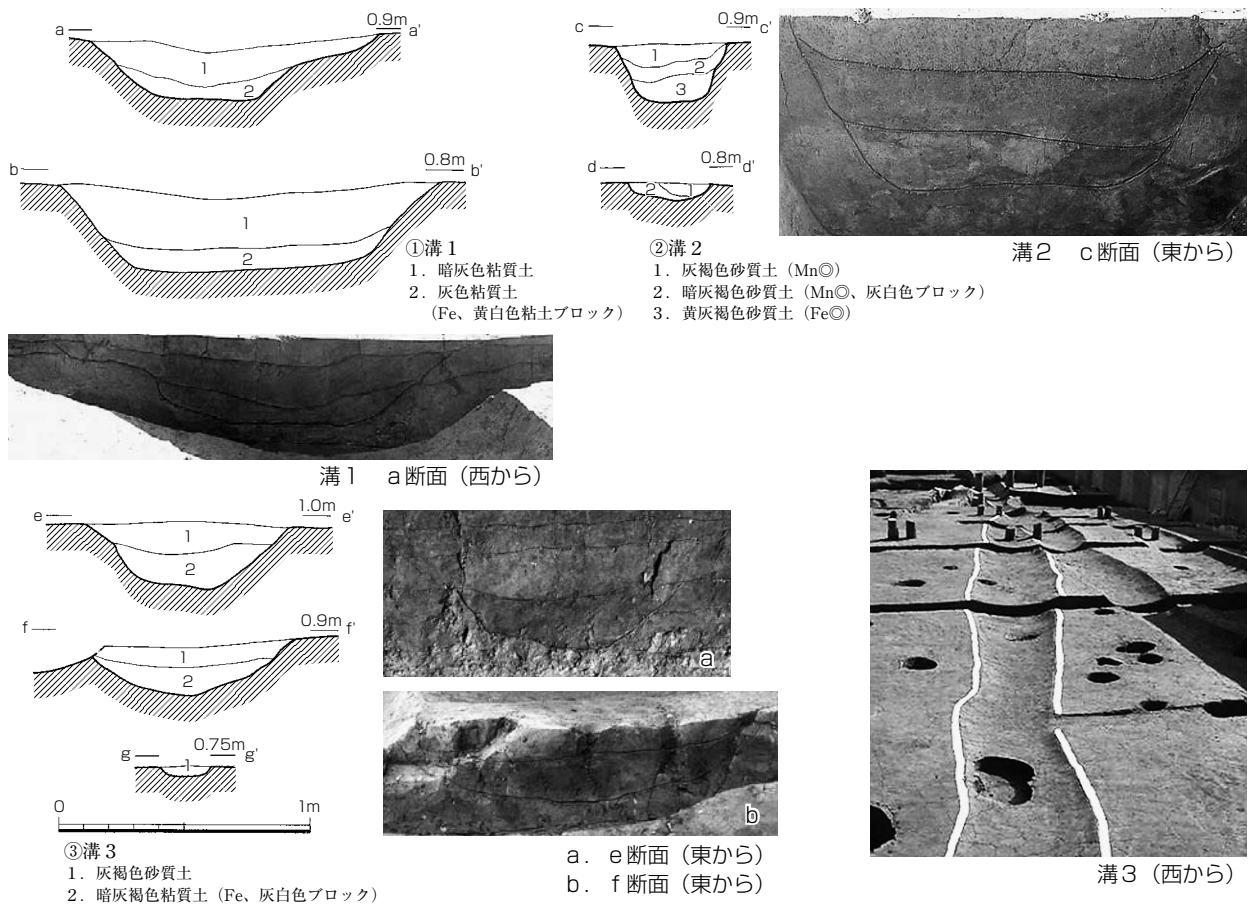 a 0.9m a'
1
2
b 0.8m b'
1
2
①溝1
1. 暗灰色粘質土
2. 灰色粘質土
(Fe、黄白色粘土ブロック)
c 0.9m c'
1
2
3
d 0.8m d'
2 1
②溝2
1. 灰褐色砂質土(Mn◎)
2. 暗灰褐色砂質土(Mn◎、灰白色ブロック)
3. 黄灰褐色砂質土(Fe◎)
溝2 c断面(東から)
溝1 a断面(西から)
e 1.0m e'
1
2
f 0.9m f'
1
2
g 0.75m g'
1
0 1m
③溝3
1. 灰褐色砂質土
2. 暗灰褐色粘質土(Fe、灰白色ブロック)
a
b
a. e断面(東から)
b. f断面(東から)
溝3(西から)